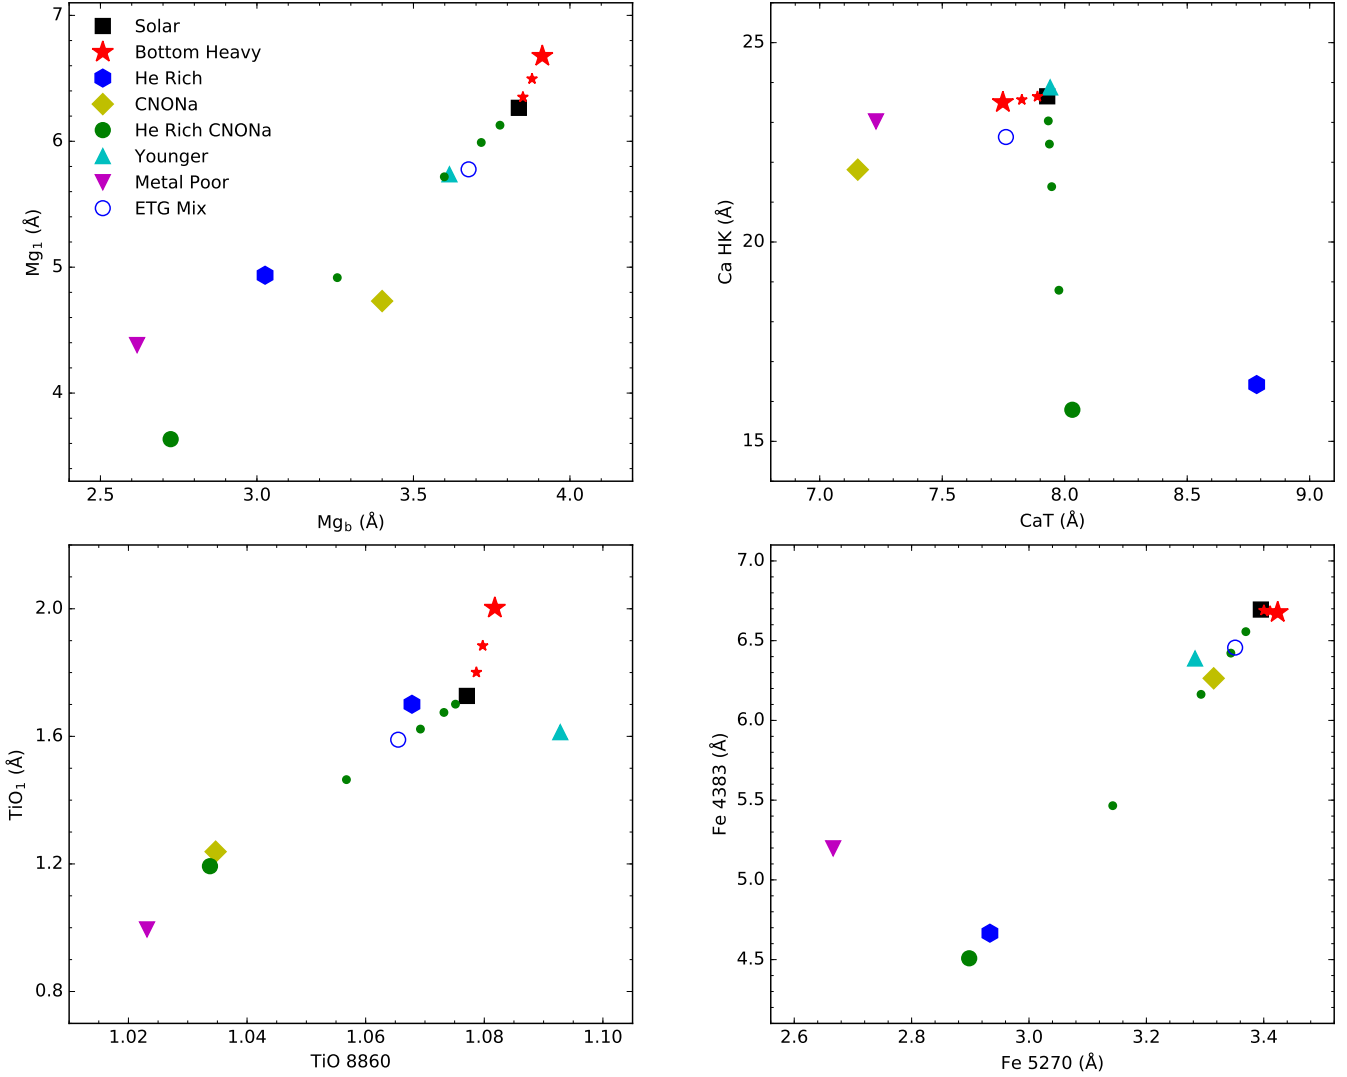 7
6
5
4
2.5 3.0 3.5 4.0
Mg₁ (Å)
Mg_b (Å)
Solar
Bottom Heavy
He Rich
CNONa
He Rich CNONa
Younger
Metal Poor
ETG Mix
25
20
15
7.0 7.5 8.0 8.5 9.0
Ca HK (Å)
CaT (Å)
2.0
1.6
1.2
0.8
1.02 1.04 1.06 1.08 1.10
TiO₁ (Å)
TiO 8860
7.0
6.5
6.0
5.5
5.0
4.5
2.6 2.8 3.0 3.2 3.4
Fe 4383 (Å)
Fe 5270 (Å)